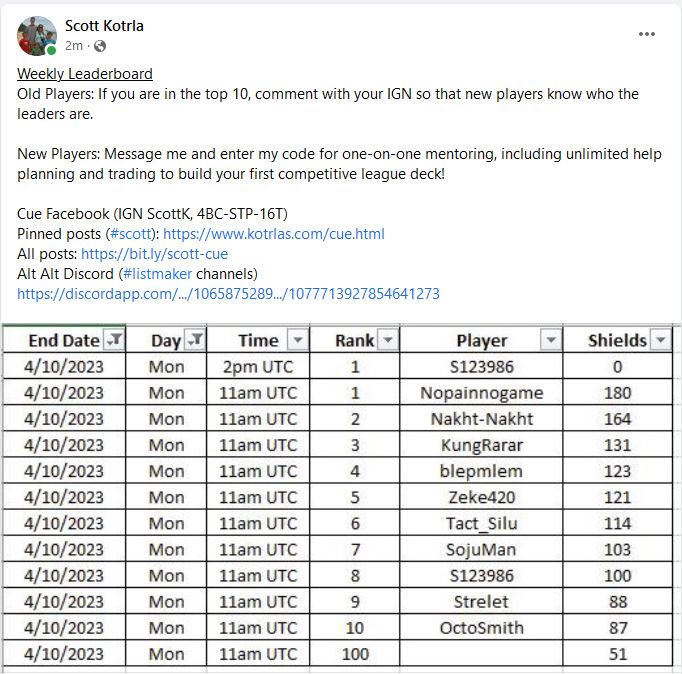 Scott Kotrla
2m ·
Weekly Leaderboard
Old Players: If you are in the top 10, comment with your IGN so that new players know who the
leaders are.
New Players: Message me and enter my code for one-on-one mentoring, including unlimited help
planning and trading to build your first competitive league deck!
Cue Facebook (IGN ScottK, 4BC-STP-16T)
Pinned posts (#scott): https://www.kotrlas.com/cue.html
All posts: https://bit.ly/scott-cue
Alt Alt Discord (#listmaker channels)
https://discordapp.com/.../1065875289.../1077713927854641273
End Date Day Time Rank Player Shields
4/10/2023 Mon 2pm UTC 1 S123986 0
4/10/2023 Mon 11am UTC 1 Nopainnogame 180
4/10/2023 Mon 11am UTC 2 Nakht-Nakht 164
4/10/2023 Mon 11am UTC 3 KungRarar 131
4/10/2023 Mon 11am UTC 4 blepmlem 123
4/10/2023 Mon 11am UTC 5 Zeke420 121
4/10/2023 Mon 11am UTC 6 Tact_Silu 114
4/10/2023 Mon 11am UTC 7 SojuMan 103
4/10/2023 Mon 11am UTC 8 S123986 100
4/10/2023 Mon 11am UTC 9 Strelet 88
4/10/2023 Mon 11am UTC 10 OctoSmith 87
4/10/2023 Mon 11am UTC 100 51